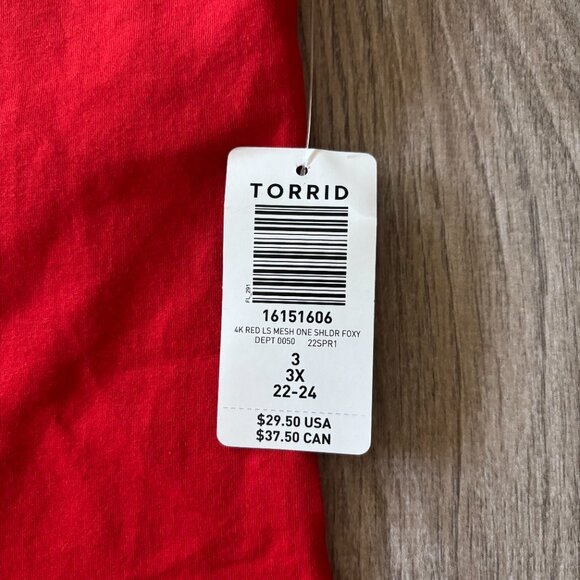 TORRID
FL_291
16151606
4K RED LS MESH ONE SHLDR FOXY
DEPT 0050 22SPR1
3
3X
22-24
$29.50 USA
$37.50 CAN